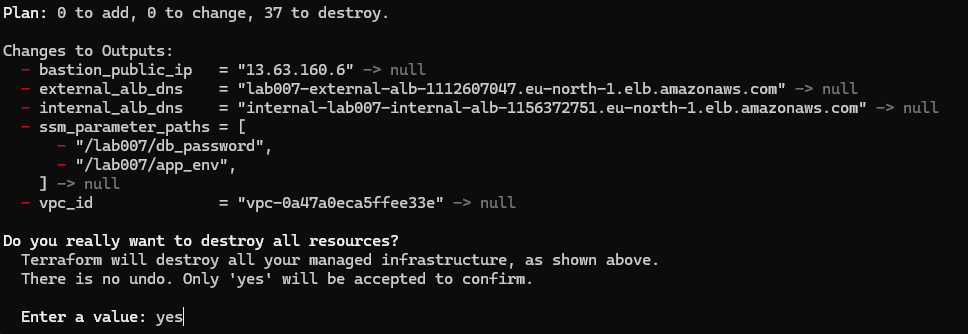 Plan: 0 to add, 0 to change, 37 to destroy.
Changes to Outputs:
- bastion_public_ip = "13.63.160.6" -> null
- external_alb_dns = "lab007-external-alb-1112607047.eu-north-1.elb.amazonaws.com" -> null
- internal_alb_dns = "internal-lab007-internal-alb-1156372751.eu-north-1.elb.amazonaws.com" -> null
- ssm_parameter_paths = [
- "/lab007/db_password",
- "/lab007/app_env",
] -> null
- vpc_id = "vpc-0a47a0eca5ffee33e" -> null
Do you really want to destroy all resources?
Terraform will destroy all your managed infrastructure, as shown above.
There is no undo. Only 'yes' will be accepted to confirm.
Enter a value: yes